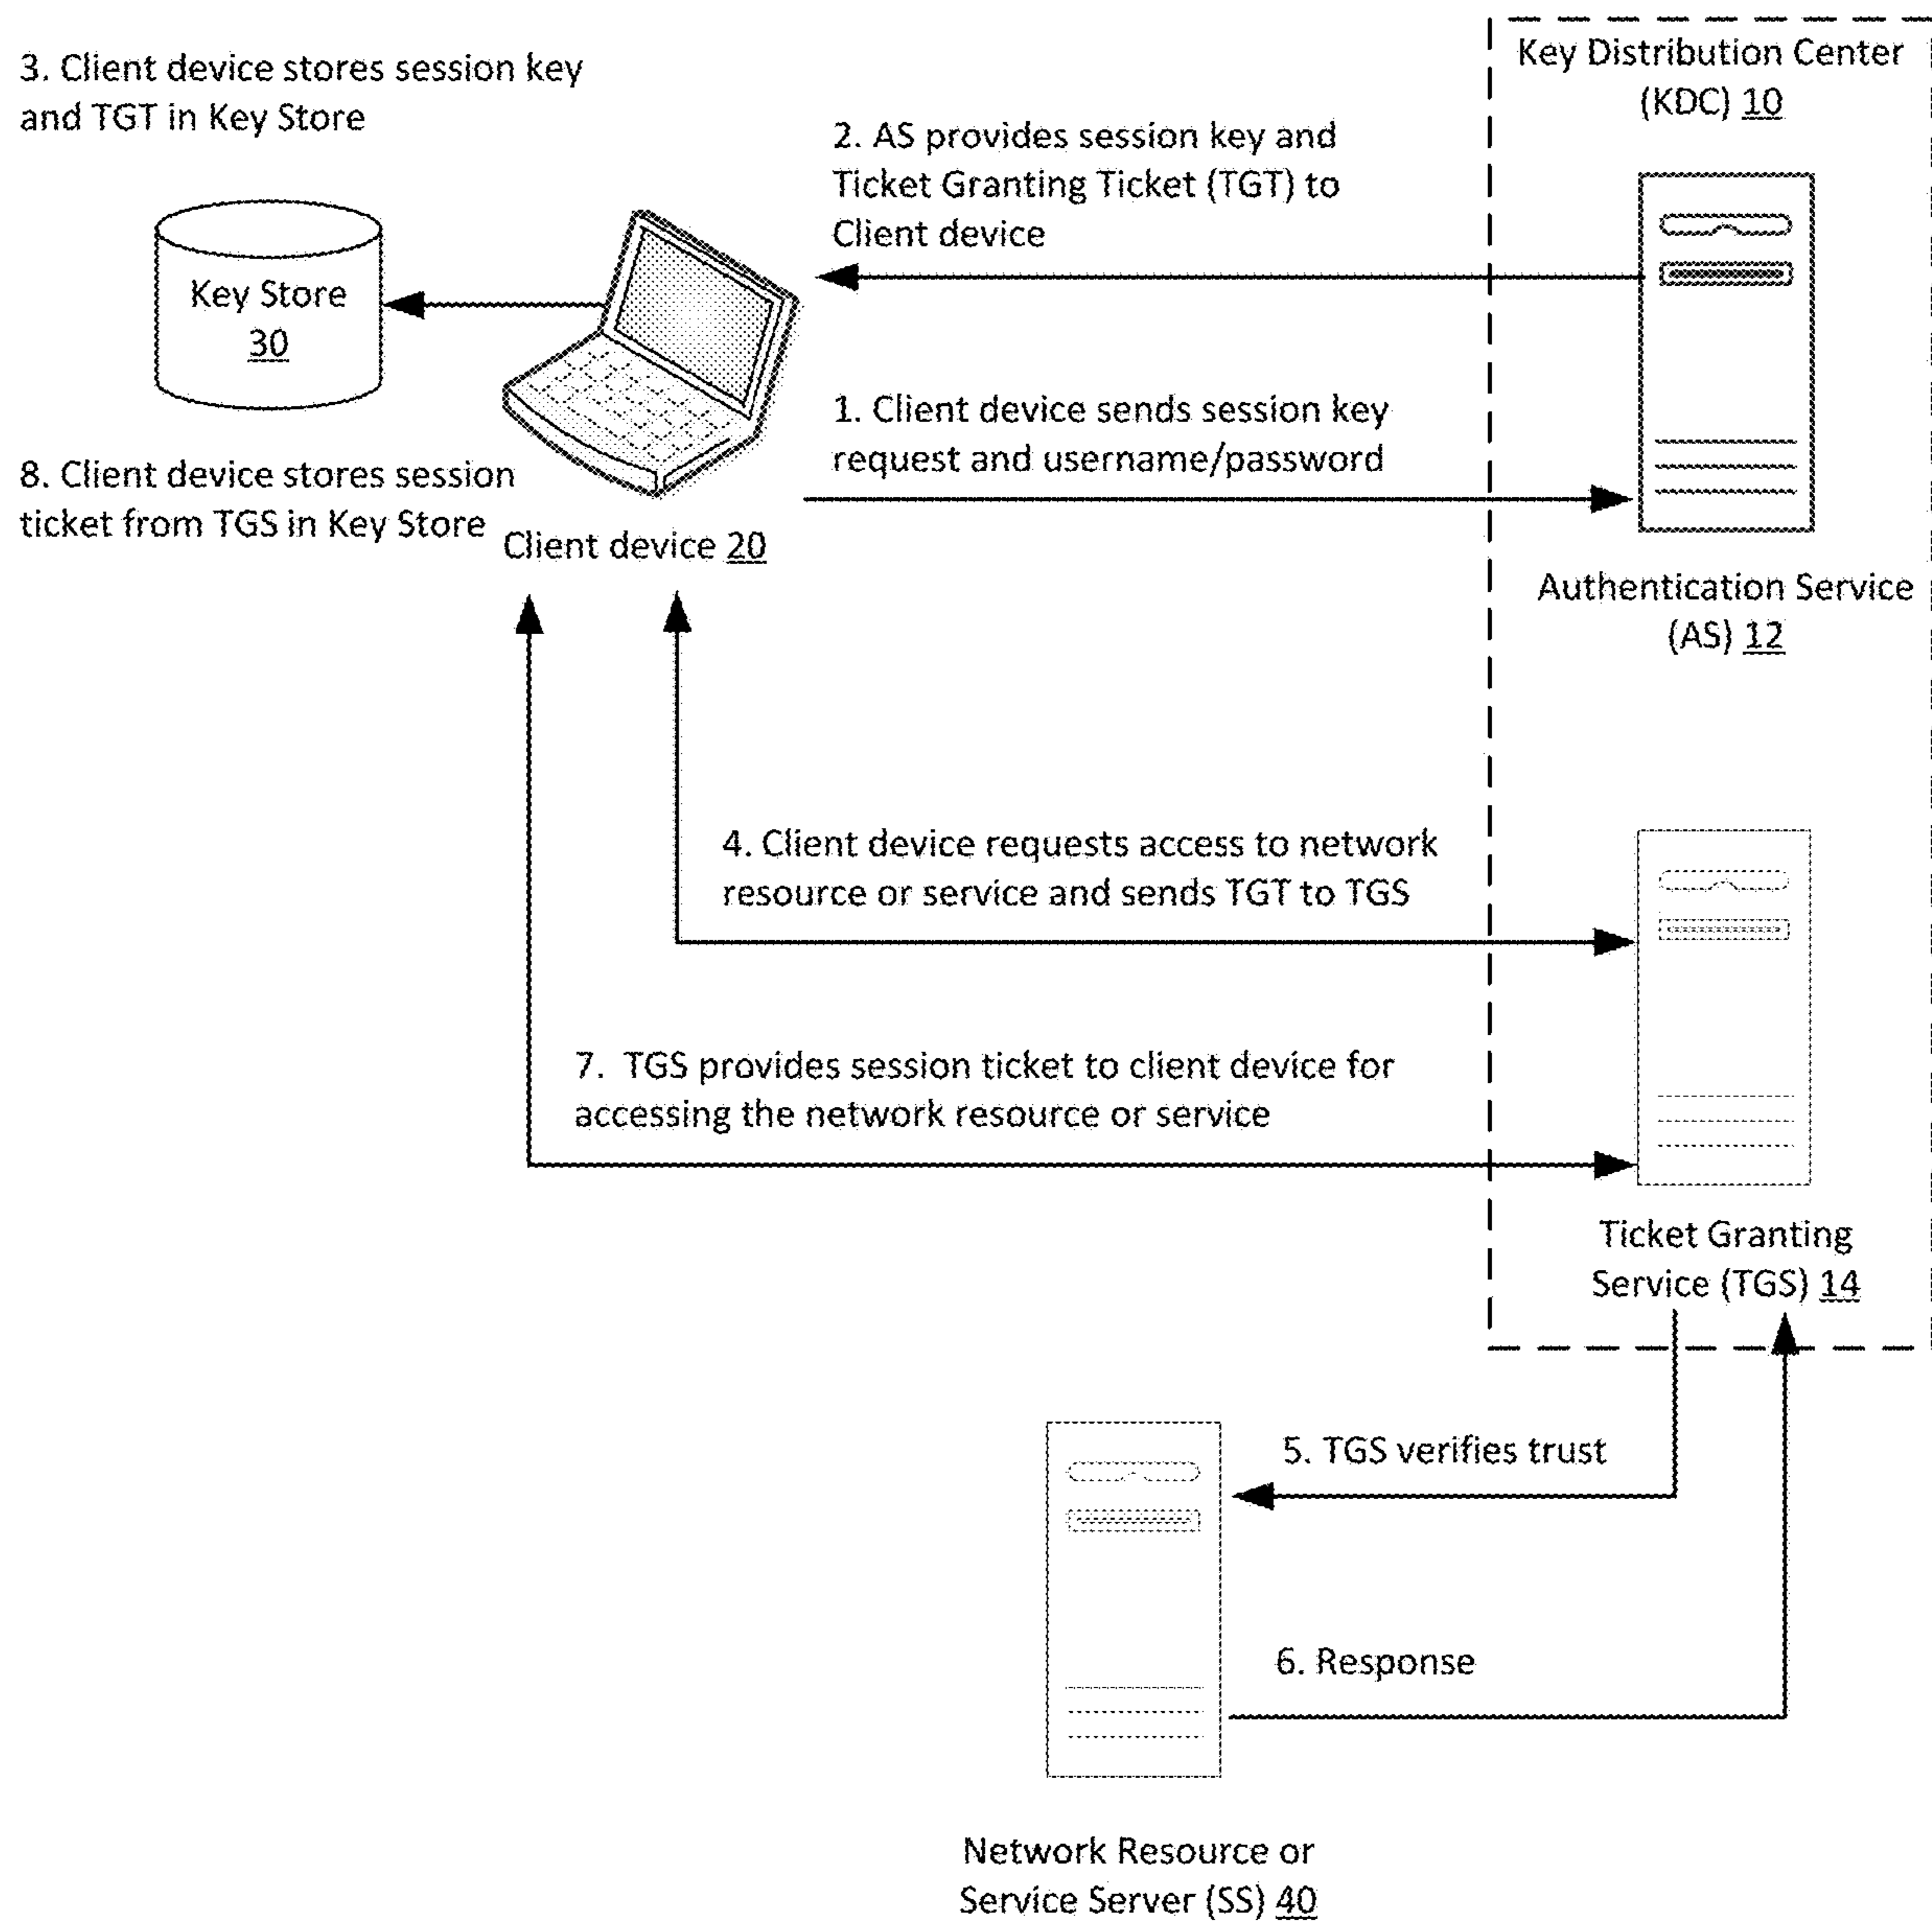 3. Client device stores session key
and TGT in Key Store
Key Distribution Center
(KDC) 10
2. AS provides session key and
Ticket Granting Ticket (TGT) to
Client device
Key Store
30
1. Client device sends session key
request and username/password
8. Client device stores session
ticket from TGS in Key Store
Client device 20
Authentication Service
(AS) 12
4. Client device requests access to network
resource or service and sends TGT to TGS
7. TGS provides session ticket to client device for
accessing the network resource or service
Ticket Granting
Service (TGS) 14
5. TGS verifies trust
6. Response
Network Resource or
Service Server (SS) 40